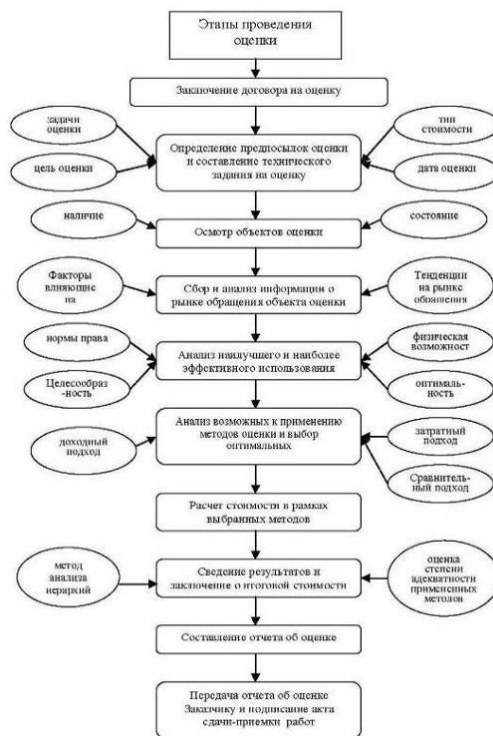 Этапы проведения
оценки
Заключение договора на оценку
задачи
оценки
тип
стоимости
Определение предпосылок оценки
и составление технического
задания на оценку
цель оценки
дата оценки
наличие
состояние
Осмотр объектов оценки
Факторы
влияющие
на
Тенденции
на рынке
обращения
Сбор и анализ информации о
рынке обращения объекта оценки
нормы права
физическая
возможност
Анализ наилучшего и наиболее
эффективного использования
Целесообраз
-ность
оптималь-
ность
Анализ возможных к применению
методов оценки и выбор
оптимальных
доходный
подход
затратный
подход
Сравнитель-
ный подход
Расчет стоимости в рамках
выбранных методов
метод
анализа
иерархий
Сведение результатов и
заключение о итоговой стоимости
оценка
степени
адекватности
примененных
методов
Составление отчета об оценке
Передача отчета об оценке
Заказчику и подписание акта
сдачи-приемки работ